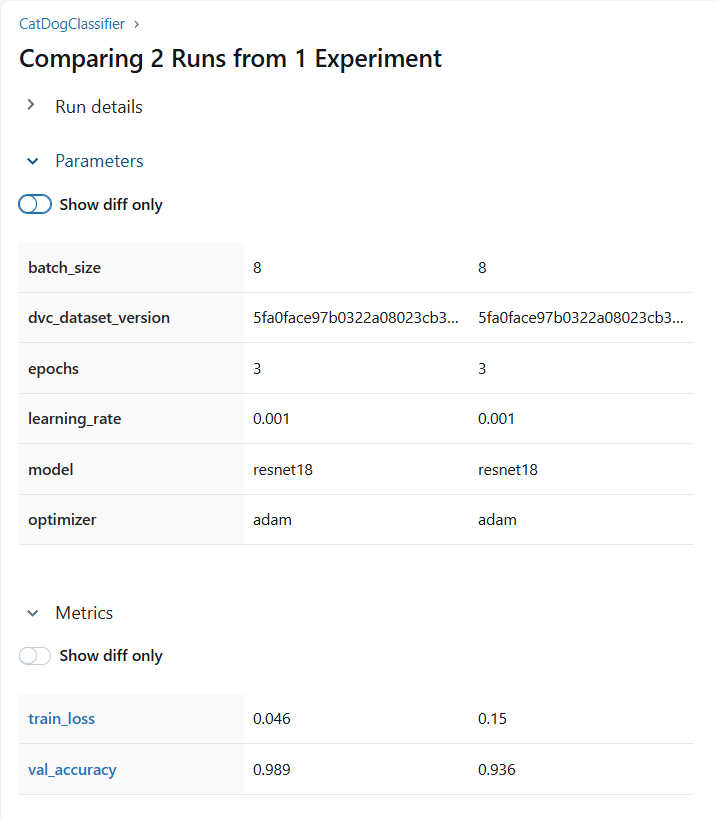 CatDogClassifier >
Comparing 2 Runs from 1 Experiment
Run details
Parameters
Show diff only
batch_size 8 8
dvc_dataset_version 5fa0face97b0322a08023cb3... 5fa0face97b0322a08023cb3...
epochs 3 3
learning_rate 0.001 0.001
model resnet18 resnet18
optimizer adam adam
Metrics
Show diff only
train_loss 0.046 0.15
val_accuracy 0.989 0.936